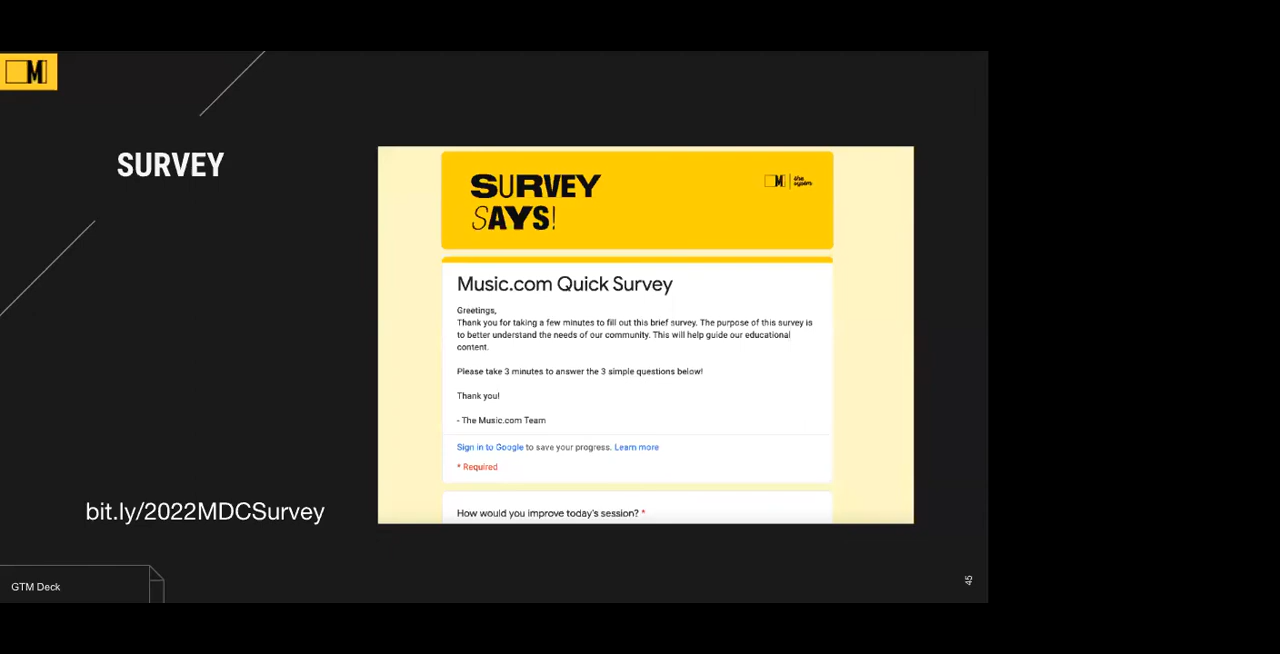 M
SURVEY
SURVEY
SAYS!
M
the
system
Music.com Quick Survey
Greetings,
Thank you for taking a few minutes to fill out this brief survey. The purpose of this survey is
to better understand the needs of our community. This will help guide our educational
content.
Please take 3 minutes to answer the 3 simple questions below!
Thank you!
- The Music.com Team
Sign in to Google to save your progress. Learn more
* Required
How would you improve today's session? *
bit.ly/2022MDCSurvey
GTM Deck
45